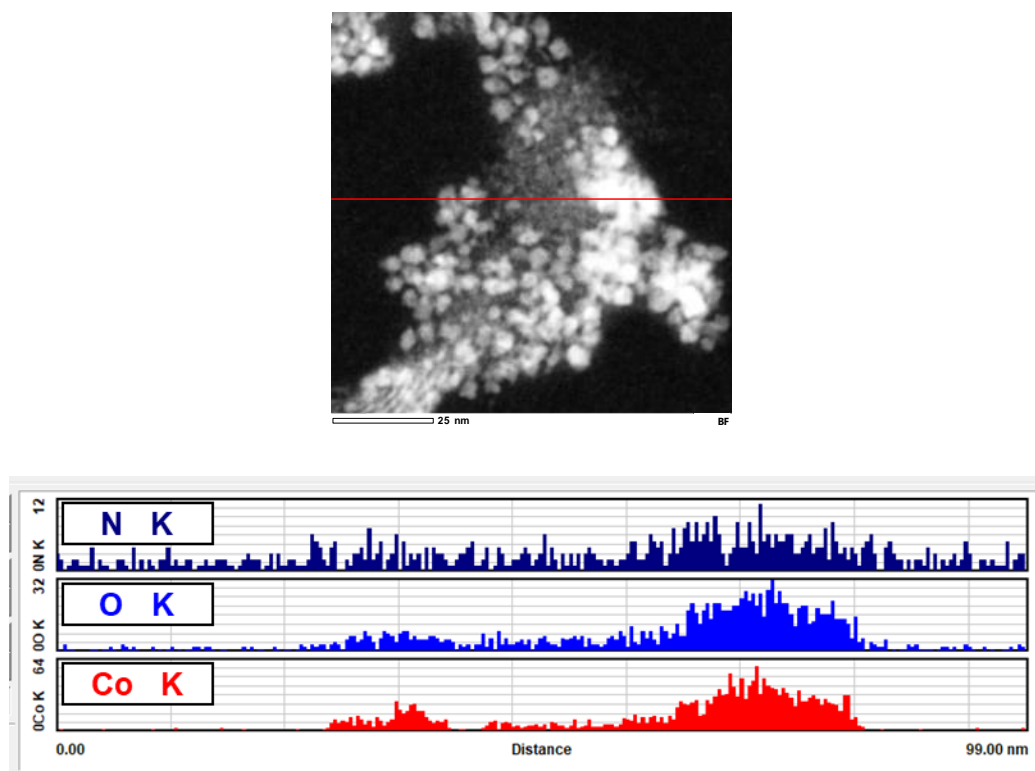 25 nm BF
12
0N K
N K
32
0O K
O K
64
0Co K
Co K
0.00 Distance 99.00 nm